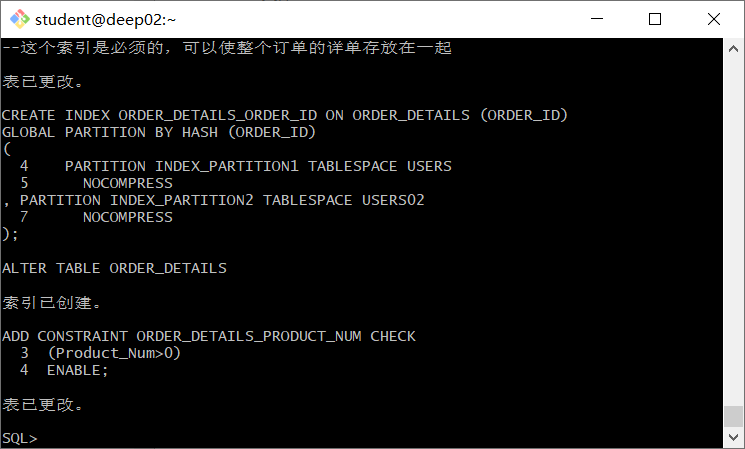 student@deep02:~
--这个索引是必须的，可以使整个订单的详单存放在一起
表已更改。
CREATE INDEX ORDER_DETAILS_ORDER_ID ON ORDER_DETAILS (ORDER_ID)
GLOBAL PARTITION BY HASH (ORDER_ID)
(
  4    PARTITION INDEX_PARTITION1 TABLESPACE USERS
  5      NOCOMPRESS
, PARTITION INDEX_PARTITION2 TABLESPACE USERS02
  7      NOCOMPRESS
);
ALTER TABLE ORDER_DETAILS
索引已创建。
ADD CONSTRAINT ORDER_DETAILS_PRODUCT_NUM CHECK
  3  (Product_Num>0)
  4  ENABLE;
表已更改。
SQL>